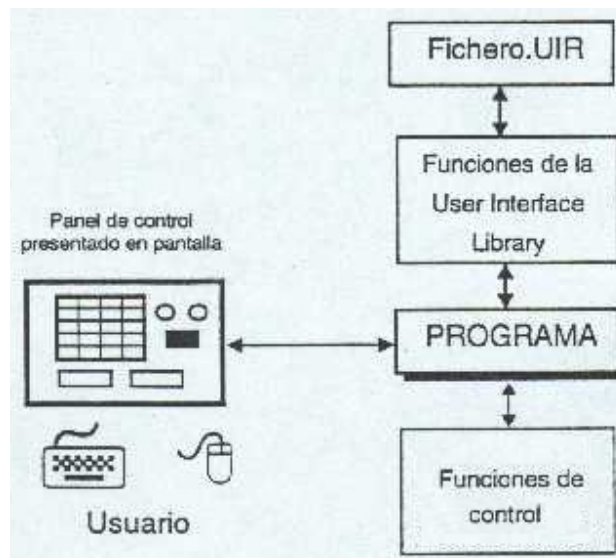 Fichero.UIR
Funciones de la
User Interface
Library
Panel de control
presentado en pantalla
PROGRAMA
Funciones de
control
Usuario